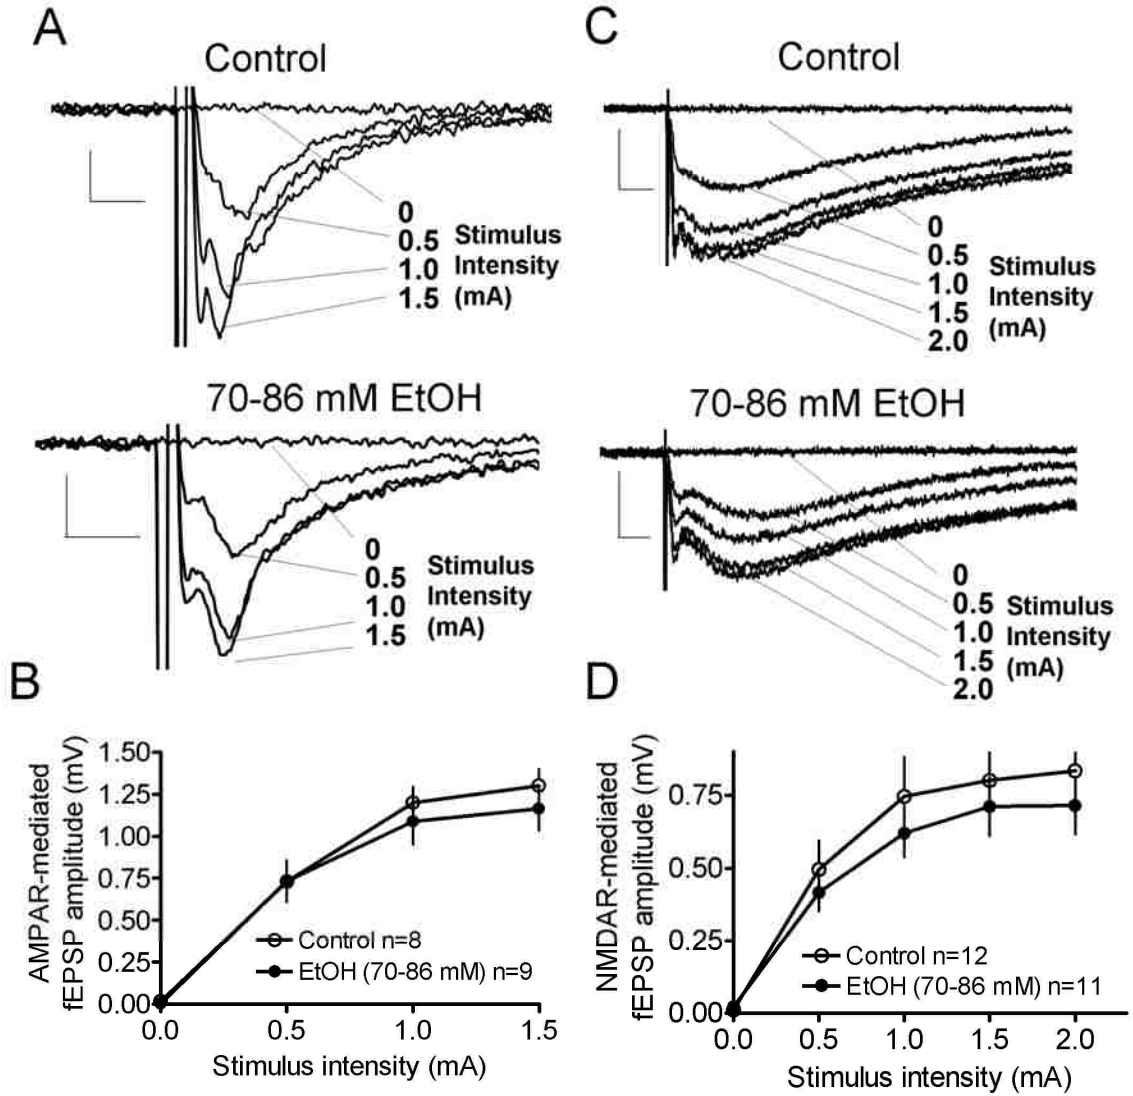 A
Control
0
0.5
1.0
1.5
Stimulus
Intensity
(mA)
70-86 mM EtOH
0
0.5
1.0
1.5
Stimulus
Intensity
(mA)
B
AMPAR-mediated
fEPSP amplitude (mV)
1.50
1.25
1.00
0.75
0.50
0.25
0.00
Control n=8
EtOH (70-86 mM) n=9
0.0 0.5 1.0 1.5
Stimulus intensity (mA)
C
Control
0
0.5
1.0
1.5
2.0
Stimulus
Intensity
(mA)
70-86 mM EtOH
0
0.5
1.0
1.5
2.0
Stimulus
Intensity
(mA)
D
NMDAR-mediated
fEPSP amplitude (mV)
0.75
0.50
0.25
0.00
Control n=12
EtOH (70-86 mM) n=11
0.0 0.5 1.0 1.5 2.0
Stimulus intensity (mA)